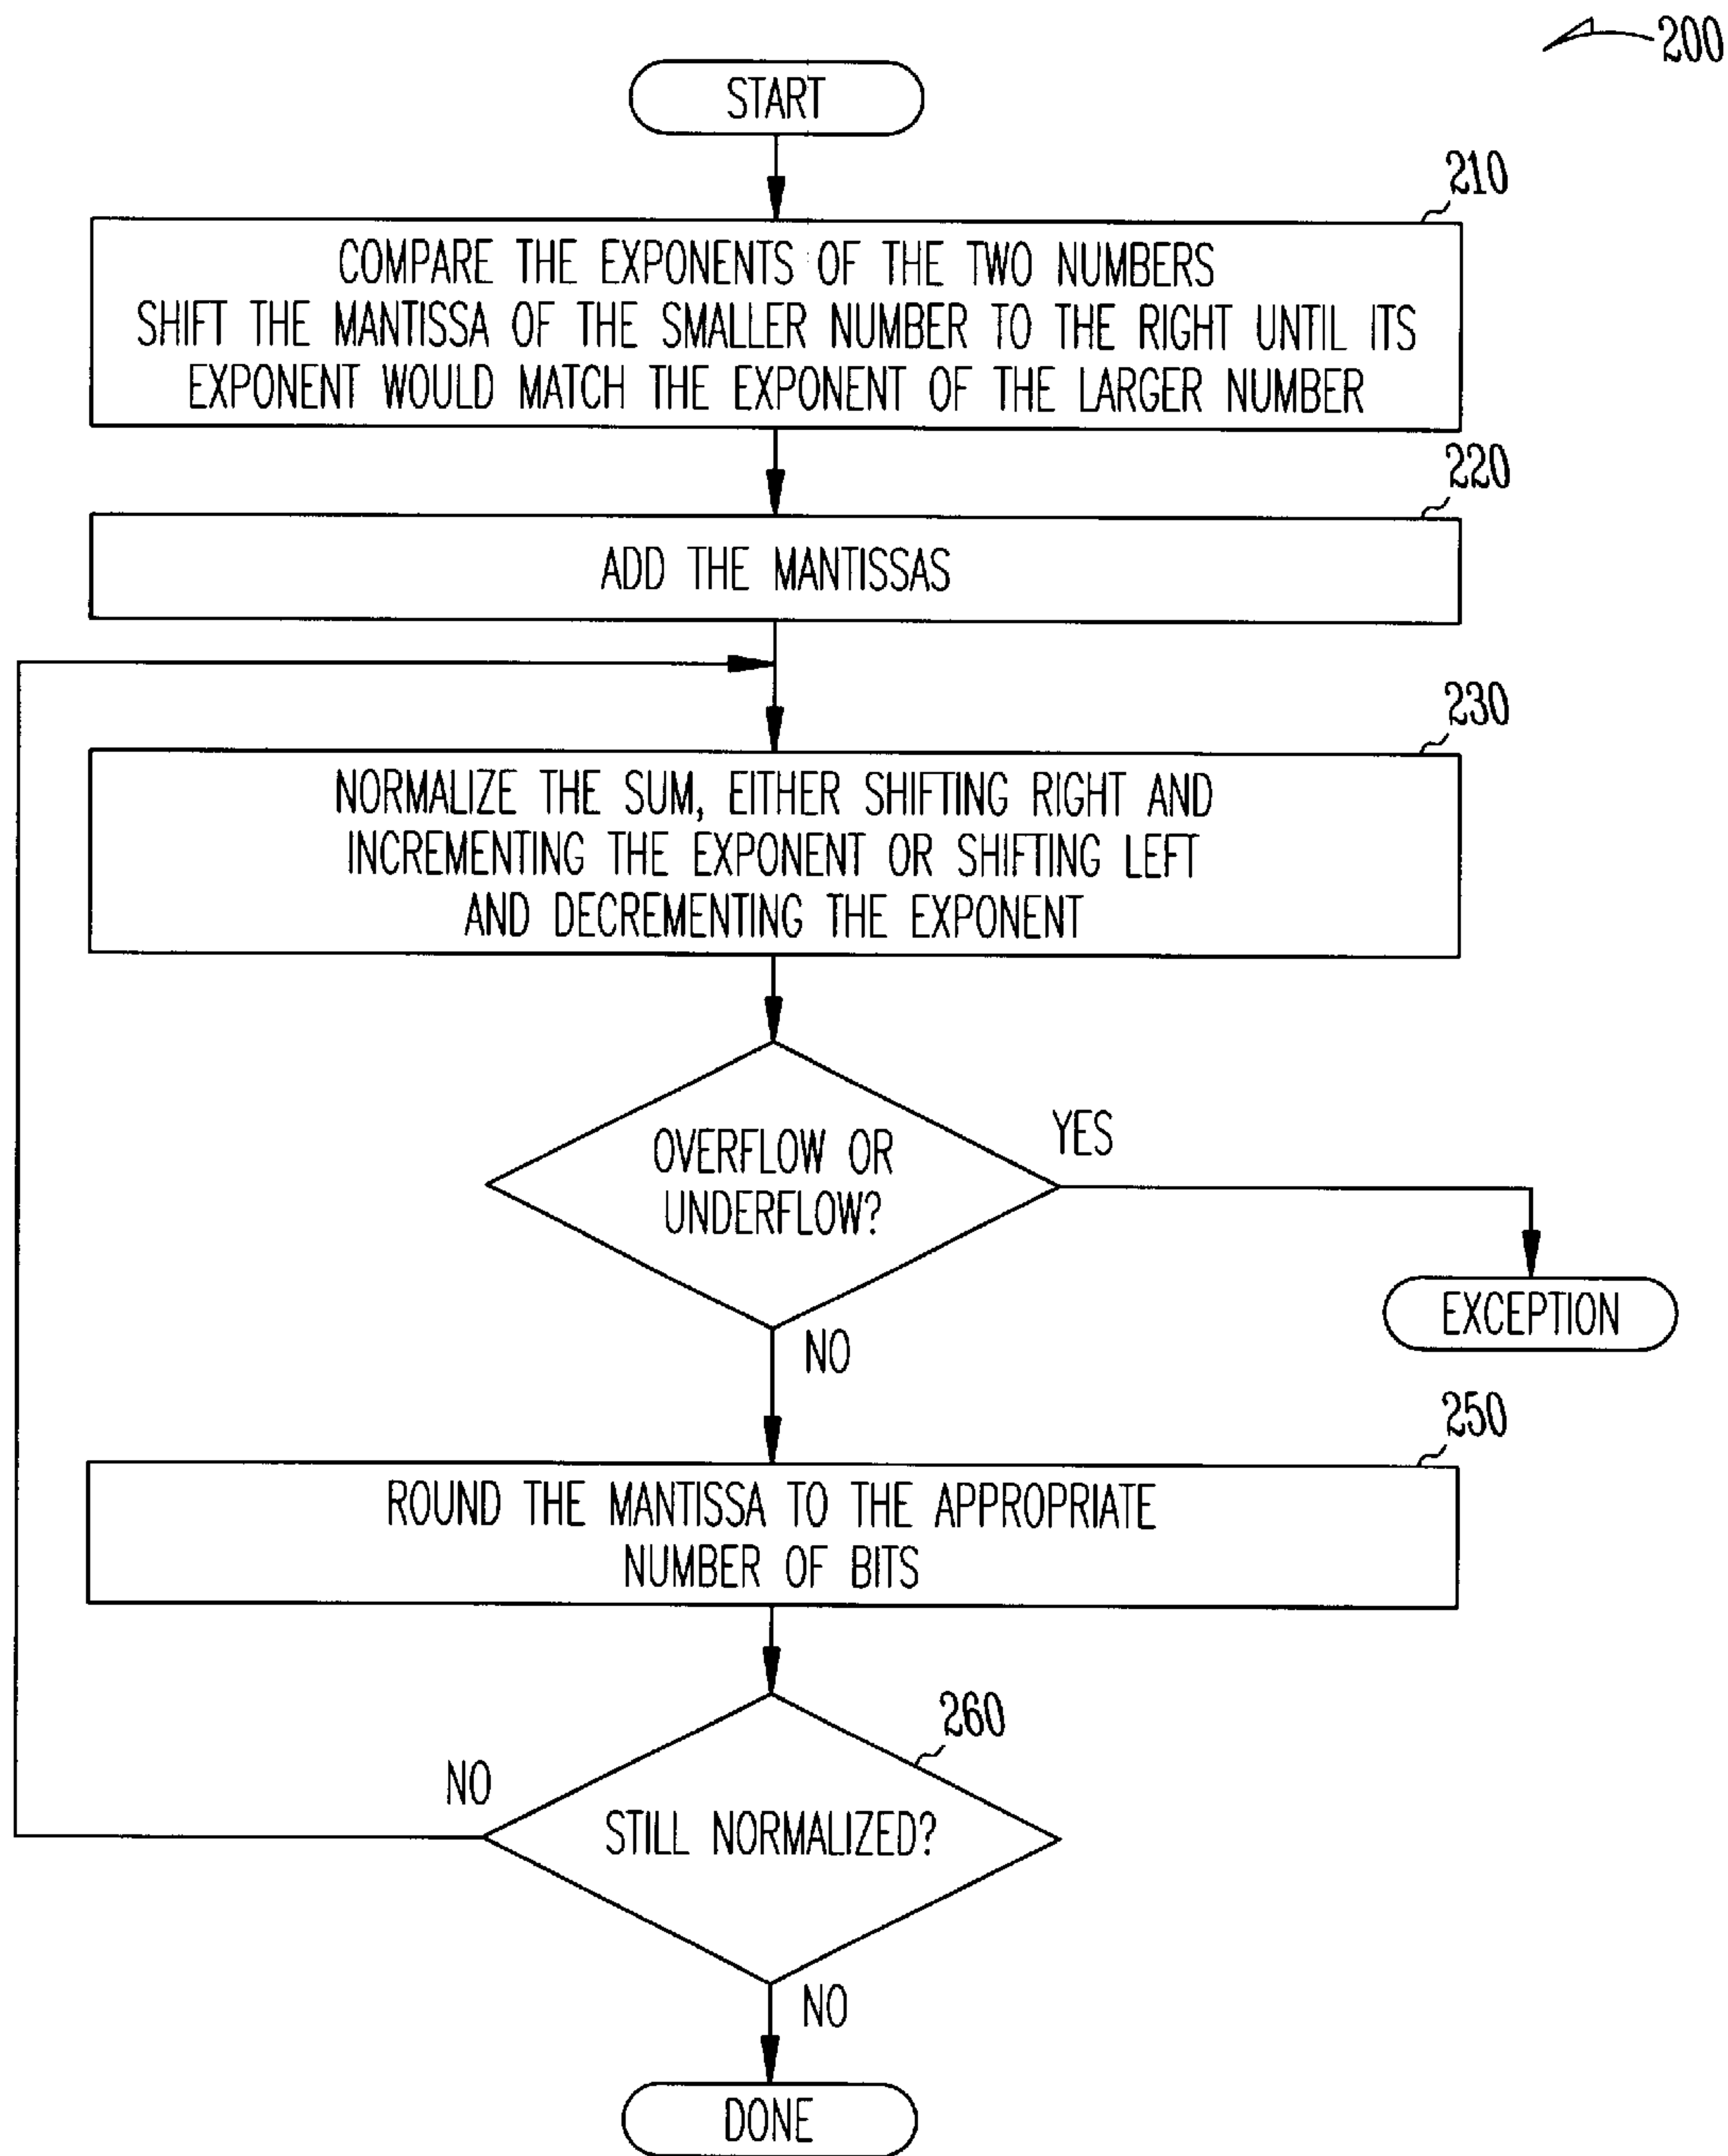 200
START
210
COMPARE THE EXPONENTS OF THE TWO NUMBERS
SHIFT THE MANTISSA OF THE SMALLER NUMBER TO THE RIGHT UNTIL ITS
EXPONENT WOULD MATCH THE EXPONENT OF THE LARGER NUMBER
220
ADD THE MANTISSAS
230
NORMALIZE THE SUM, EITHER SHIFTING RIGHT AND
INCREMENTING THE EXPONENT OR SHIFTING LEFT
AND DECREMENTING THE EXPONENT
OVERFLOW OR
UNDERFLOW?
YES
EXCEPTION
NO
250
ROUND THE MANTISSA TO THE APPROPRIATE
NUMBER OF BITS
260
NO
STILL NORMALIZED?
NO
DONE